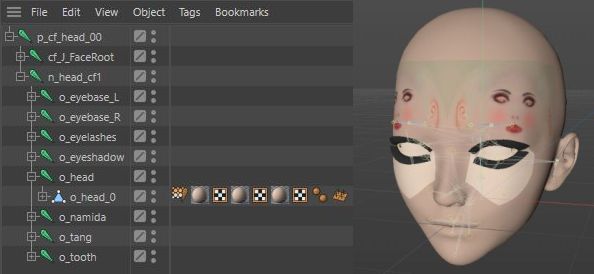 File Edit View Object Tags Bookmarks
p_cf_head_00
cf_J_FaceRoot
n_head_cf1
o_eyebase_L
o_eyebase_R
o_eyelashes
o_eyeshadow
o_head
o_head_0
o_namida
o_tang
o_tooth